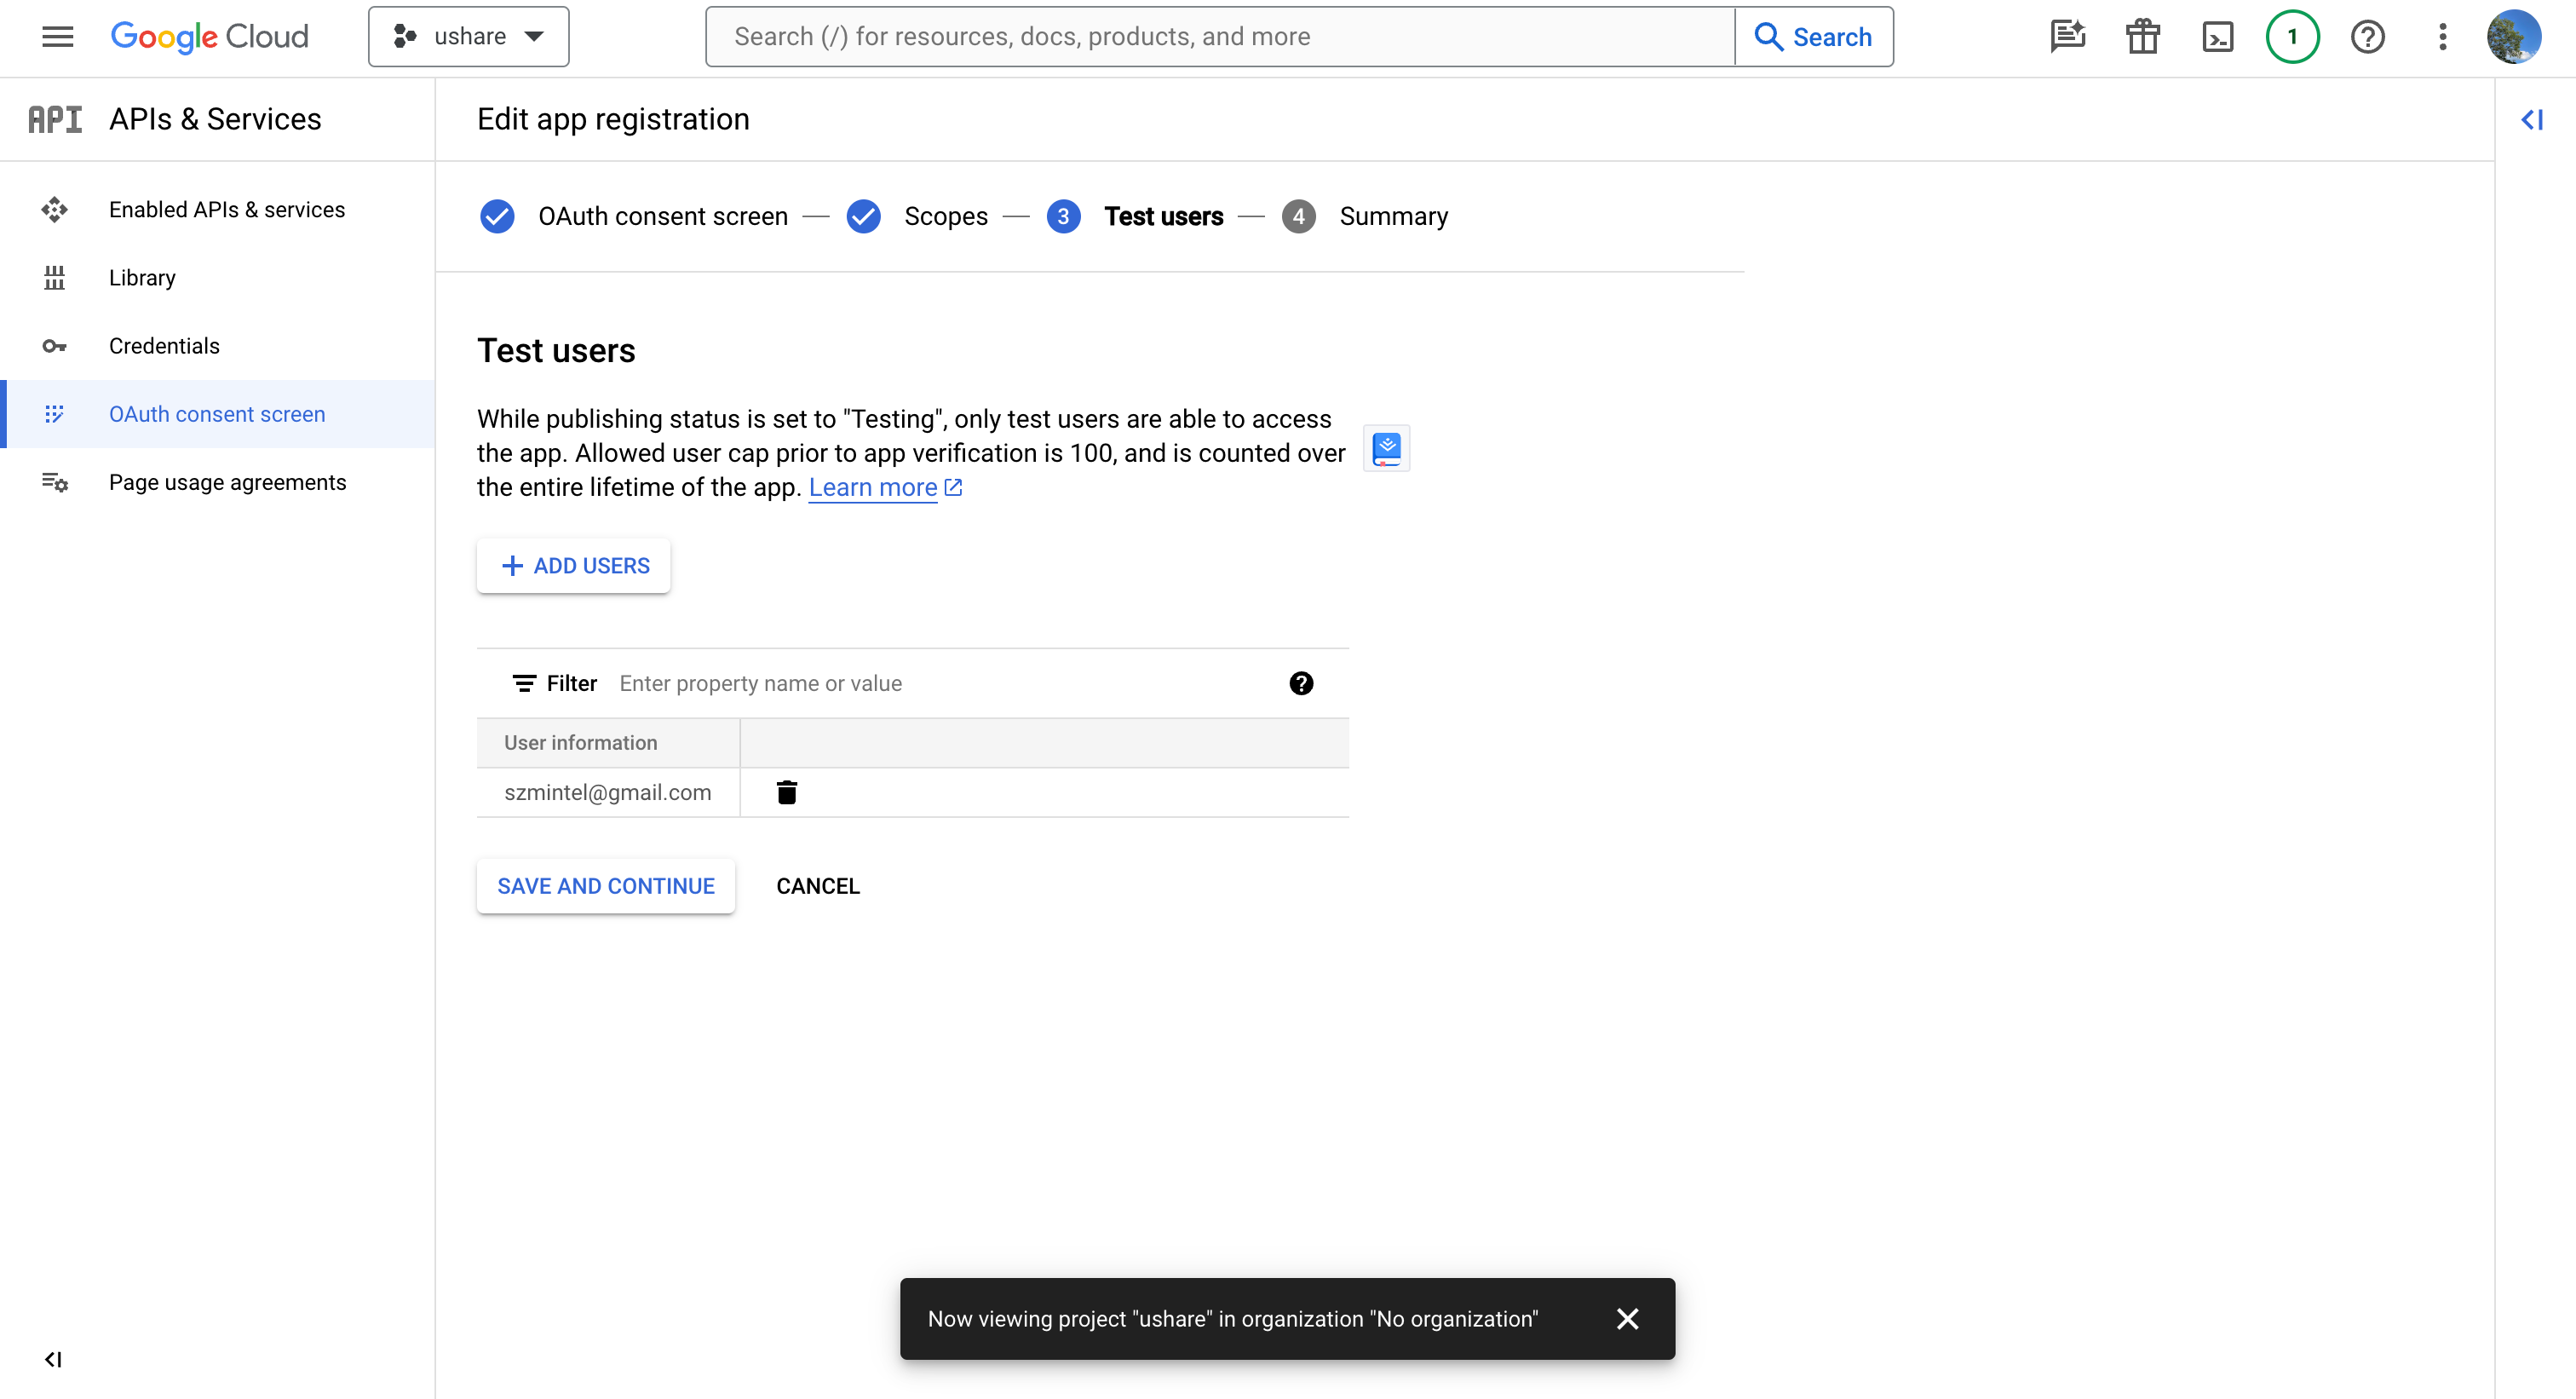 Google Cloud
ushare
Search (/) for resources, docs, products, and more
Search
1
API
APIs & Services
Edit app registration
Enabled APIs & services
Library
Credentials
OAuth consent screen
Page usage agreements
OAuth consent screen
Scopes
3
Test users
4
Summary
Test users
While publishing status is set to "Testing", only test users are able to access
the app. Allowed user cap prior to app verification is 100, and is counted over
the entire lifetime of the app. Learn more
ADD USERS
Filter
Enter property name or value
User information
szmintel@gmail.com
SAVE AND CONTINUE
CANCEL
Now viewing project "ushare" in organization "No organization"